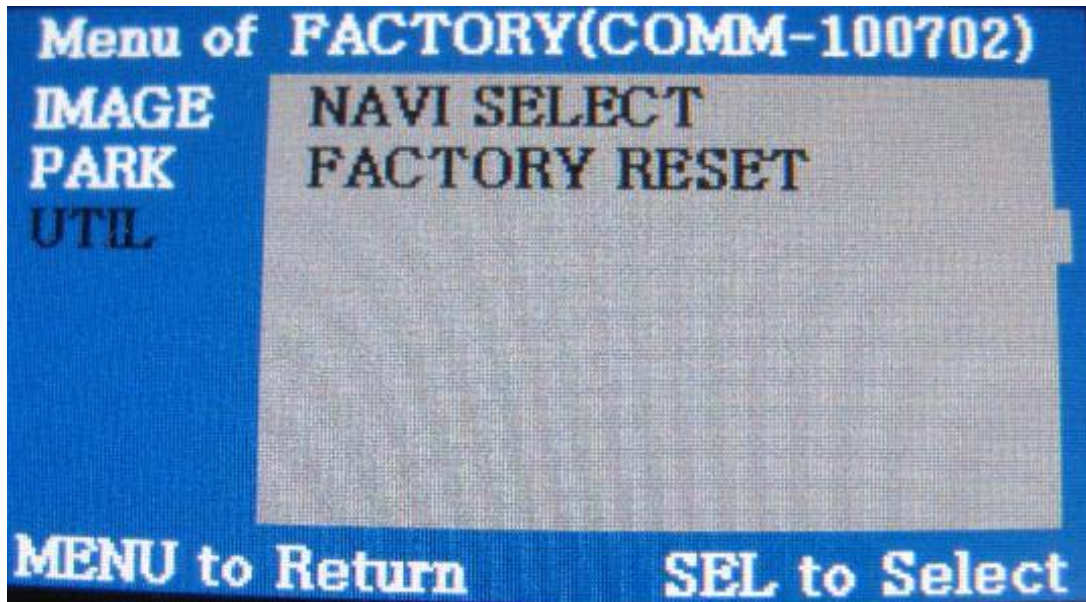 Menu of FACTORY(COMM-100702)
IMAGE
PARK
UTIL
NAVI SELECT
FACTORY RESET
MENU to Return
SEL to Select